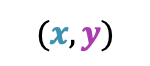 (x, y)